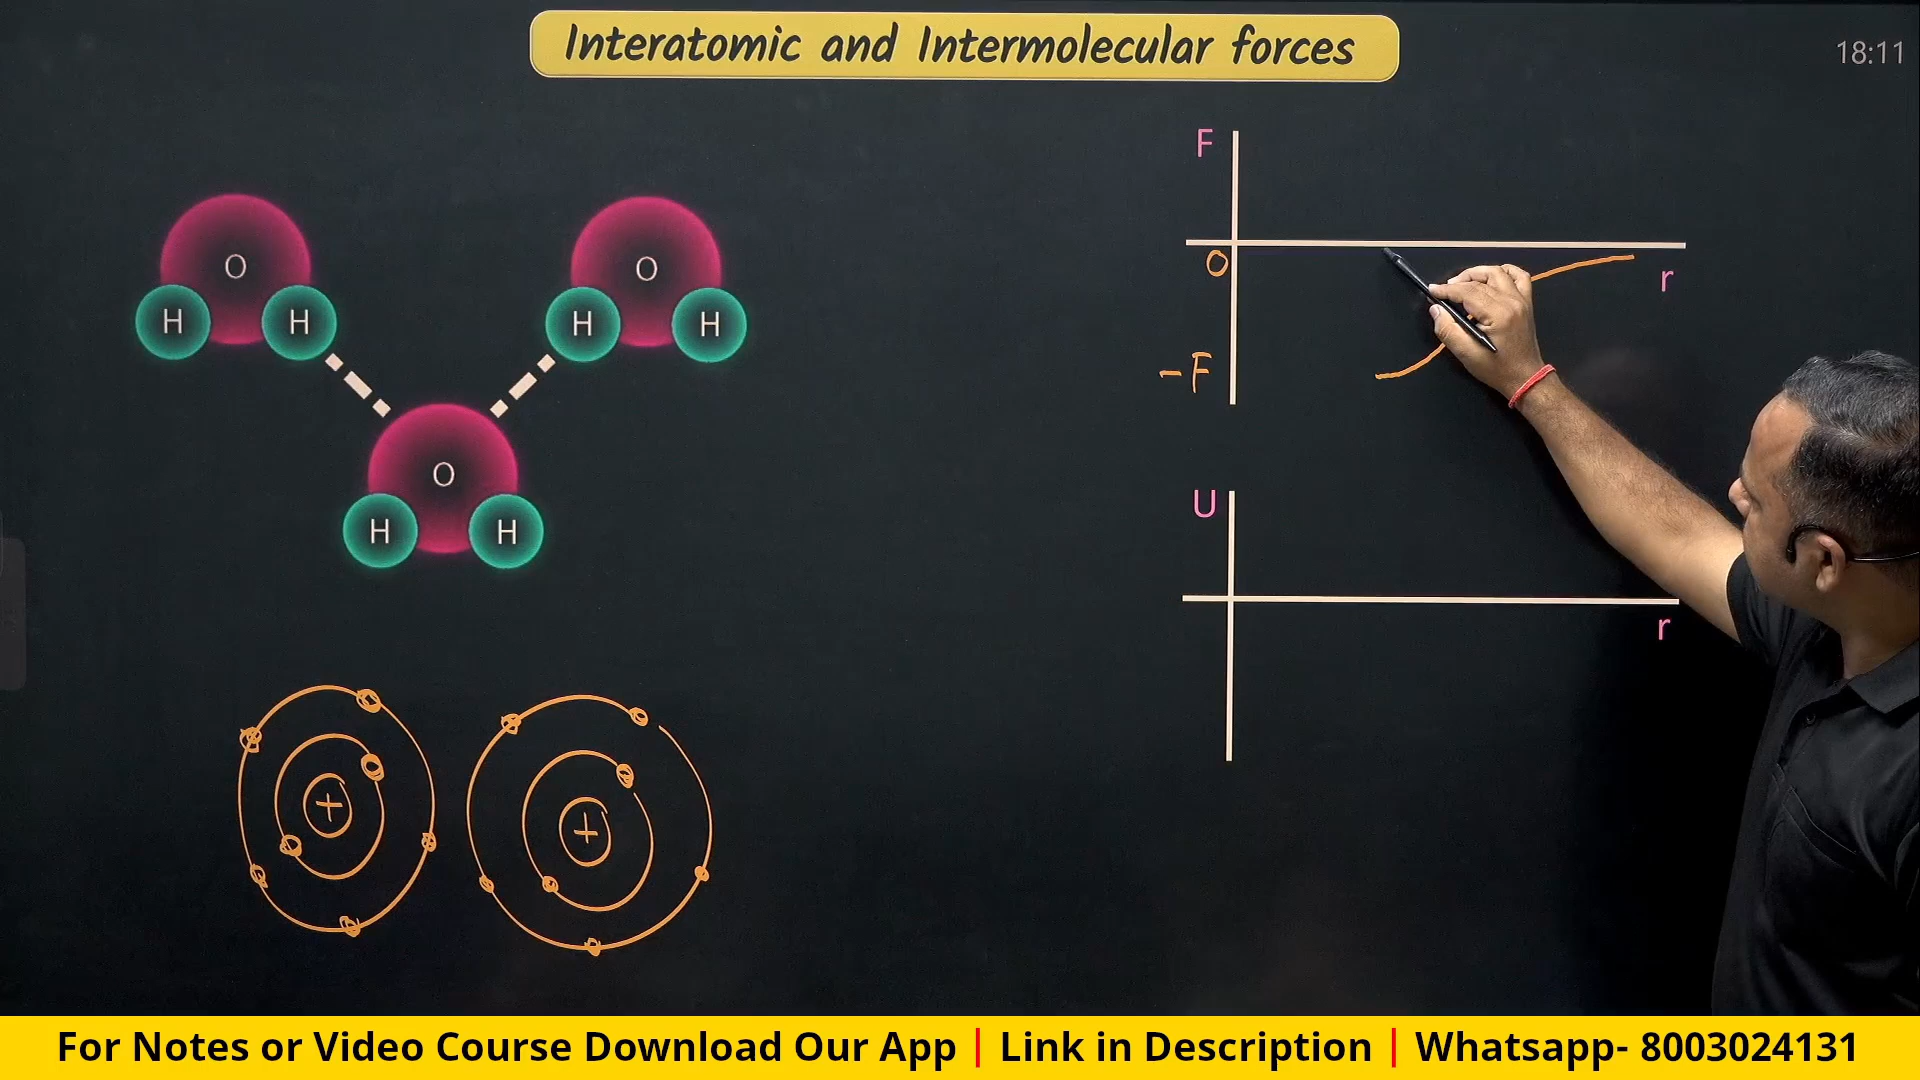 Interatomic and Intermolecular forces
18:11
F
O
r
-F
O
H H
O
H H
O
H H
U
r
+
+
For Notes or Video Course Download Our App | Link in Description | Whatsapp- 8003024131